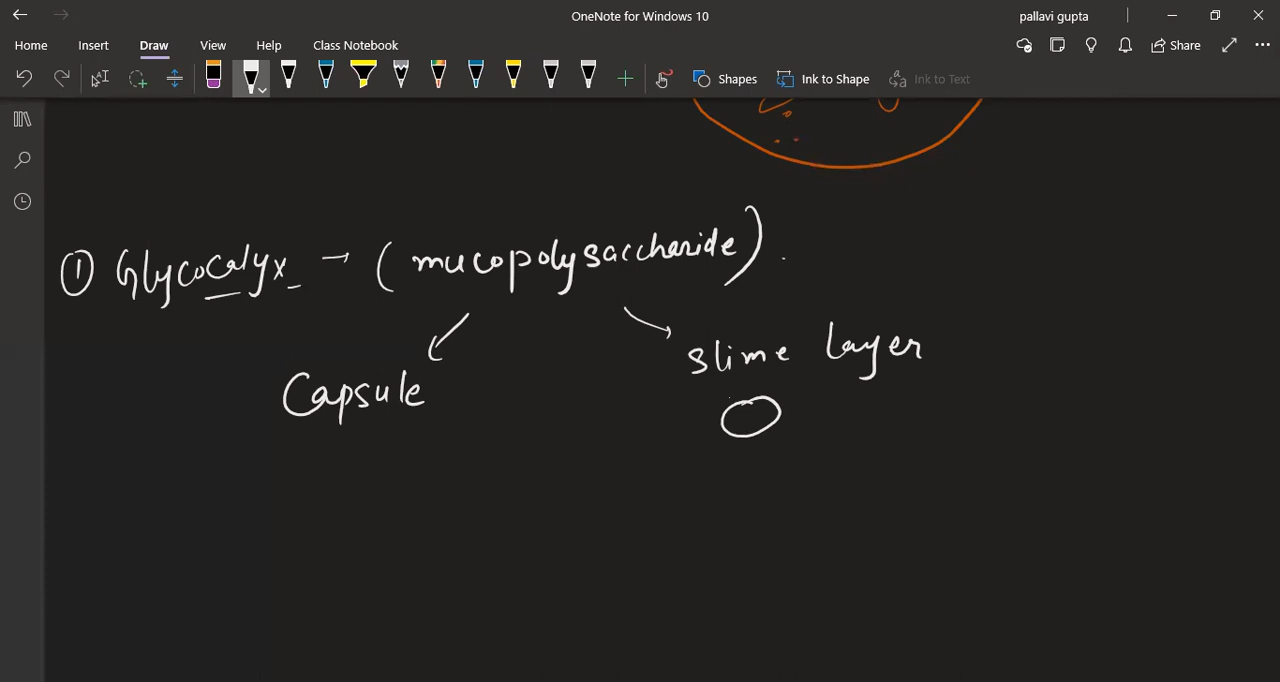 OneNote for Windows 10
pallavi gupta
Home Insert Draw View Help Class Notebook
Share
Shapes Ink to Shape Ink to Text
① Glycocalyx → (mucopolysaccharide).
Capsule
slime layer